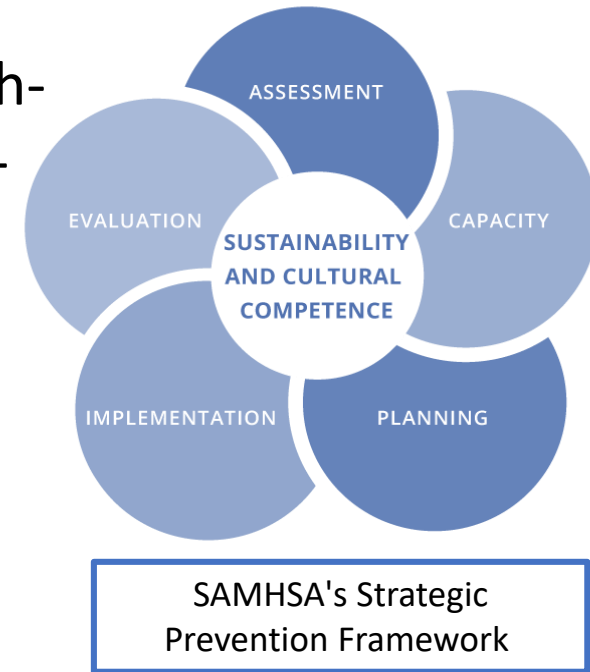 h-
-
ASSESSMENT
EVALUATION
CAPACITY
SUSTAINABILITY
AND CULTURAL
COMPETENCE
IMPLEMENTATION
PLANNING
SAMHSA's Strategic
Prevention Framework